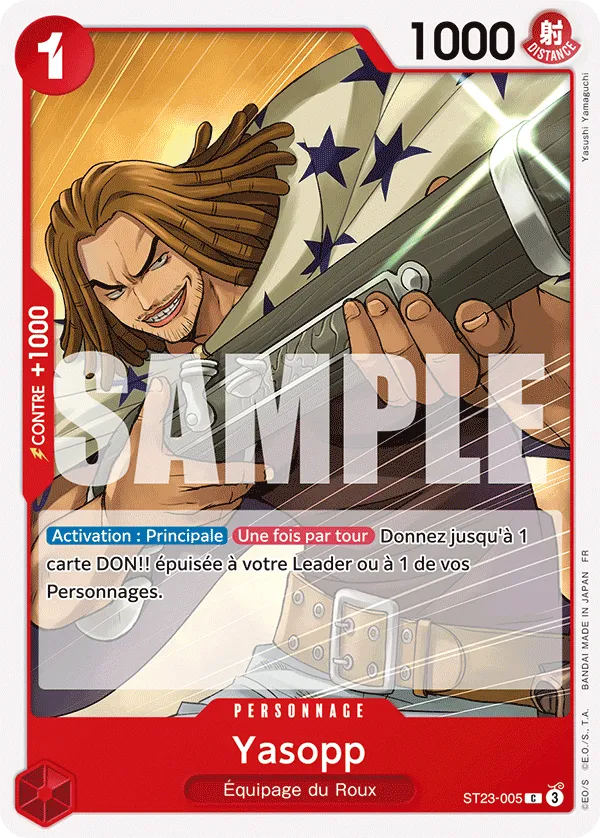 1
1000
射
DISTANCE
Yasushi Yamaguchi
CONTRE +1000
SAMPLE
Activation : Principale Une fois par tour Donnez jusqu'à 1
carte DON!! épuisée à votre Leader ou à 1 de vos
Personnages.
PERSONNAGE
Yasopp
Équipage du Roux
ST23-005 C 3
©EO/S ©E.O./S., T.A. BANDAI MADE IN JAPAN FR